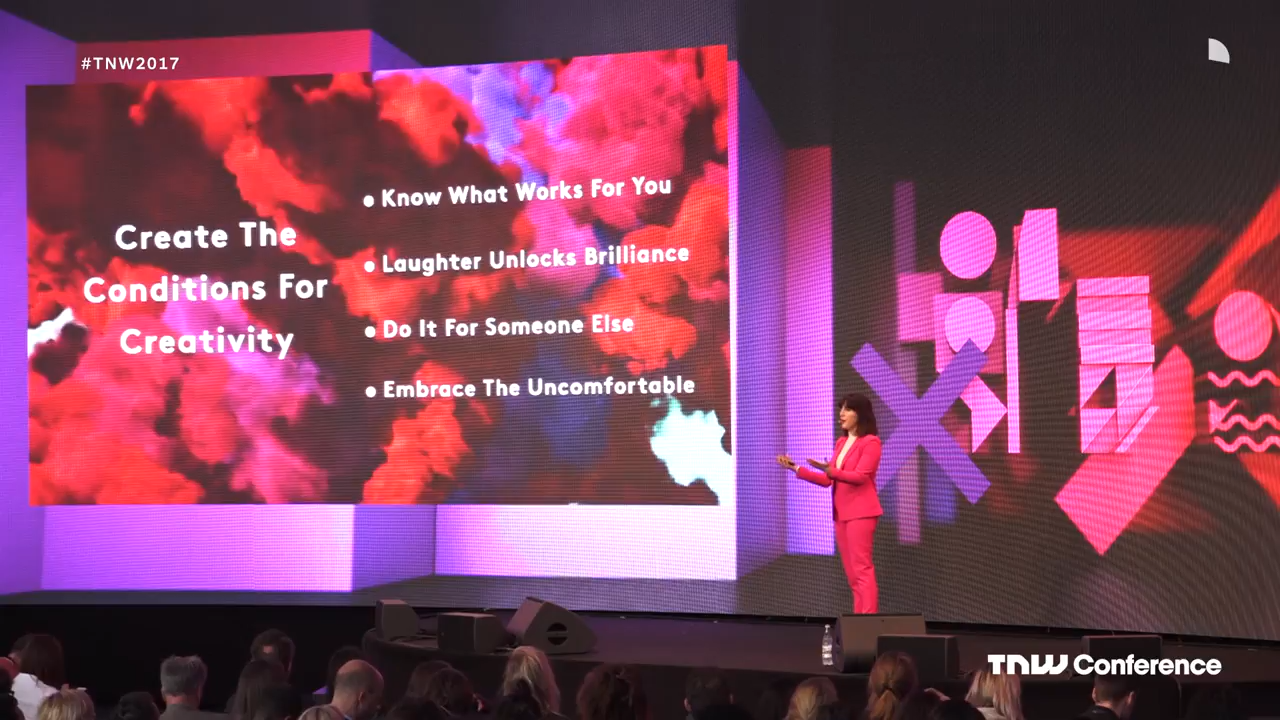 #TNW2017
Create The
Conditions For
Creativity
• Know What Works For You
• Laughter Unlocks Brilliance
• Do It For Someone Else
• Embrace The Uncomfortable
TNW Conference